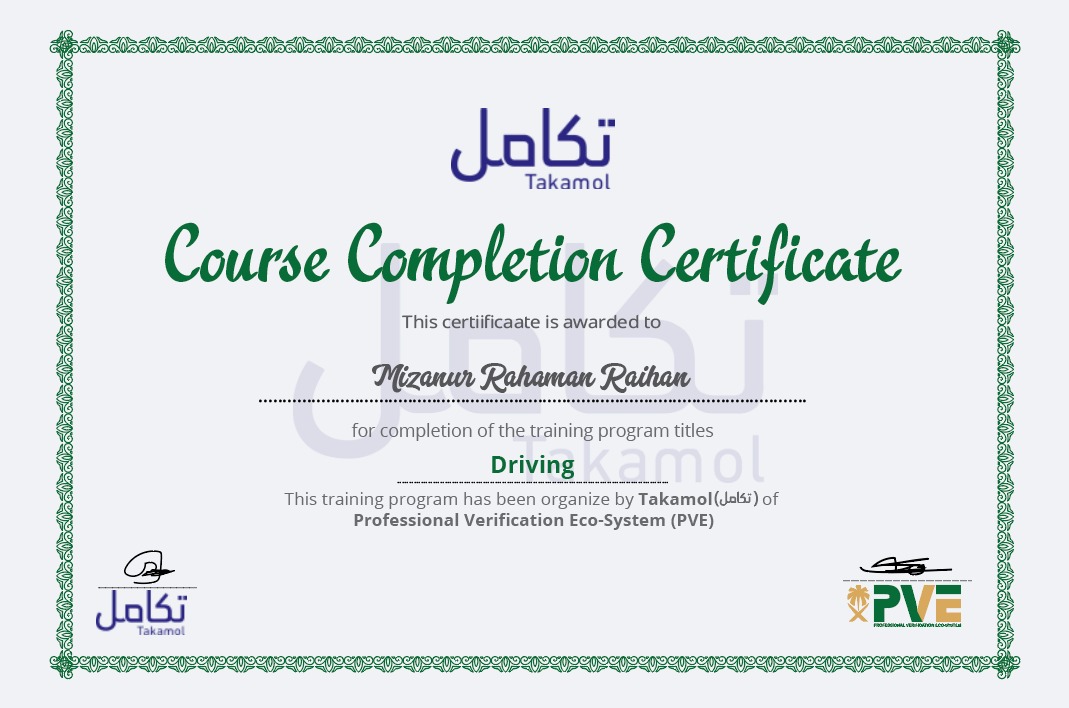 تكامل
Takamol
Course Completion Certificate
This certiificaate is awarded to
Mizanur Rahaman Raihan
for completion of the training program titles
Driving
This training program has been organize by Takamol(تكامل) of
Professional Verification Eco-System (PVE)
تكامل
Takamol
تكامل
Takamol
PVE
PROFESSIONAL VERIFICATION ECO-SYSTEM